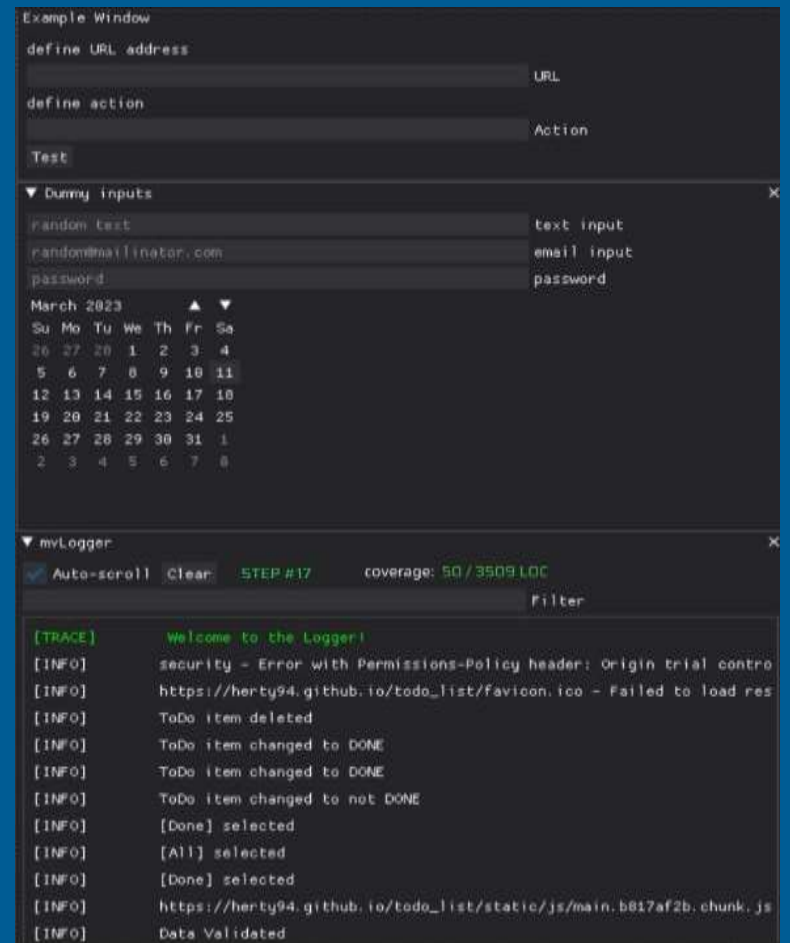 Example Window
define URL address
URL
define action
Action
Test
▼ Dummy inputs ×
random text text input
random@mailinator.com email input
password password
March 2023 ▲ ▼
Su Mo Tu We Th Fr Sa
26 27 28 1 2 3 4
5 6 7 8 9 10 11
12 13 14 15 16 17 18
19 20 21 22 23 24 25
26 27 28 29 30 31 1
2 3 4 5 6 7 8
▼ mvLogger ×
Auto-scroll Clear STEP #17 coverage: 50 / 3509 LOC
Filter
[TRACE] Welcome to the Logger!
[INFO] security - Error with Permissions-Policy header: Origin trial contro
[INFO] https://herty94.github.io/todo_list/favicon.ico - Failed to load res
[INFO] ToDo item deleted
[INFO] ToDo item changed to DONE
[INFO] ToDo item changed to DONE
[INFO] ToDo item changed to not DONE
[INFO] [Done] selected
[INFO] [All] selected
[INFO] [Done] selected
[INFO] https://herty94.github.io/todo_list/static/js/main.b817af2b.chunk.js
[INFO] Data Validated